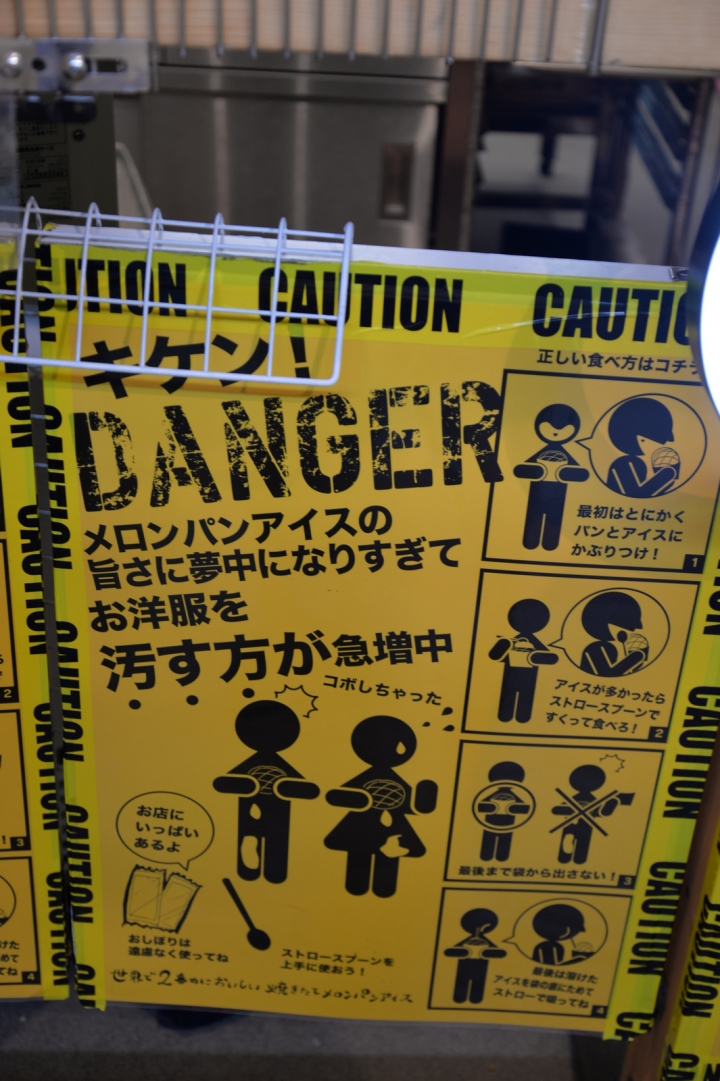 UTION CAUTION CAUTIO
キケン!
DANGER
メロンパンアイスの
旨さに夢中になりすぎて
お洋服を
汚す方が急増中
コボしちゃった
お店に
いっぱい
あるよ
おしぼりは
遠慮なく使ってね
ストロースプーンを
上手に使おう!
世界で2番めにおいしい焼きたてメロンパンアイス
正しい食べ方はコチラ
最初はとにかく
パンとアイスに
かぶりつけ!
1
アイスが多かったら
ストロースプーンで
すくって食べろ!
2
最後まで袋から出さない!
3
最後は溶けた
アイスを袋の底にためて
ストローで吸ってね
4
CAUTION
CAUTION
CAUTION
CAUTION
CAUTION
CAUTION
CAUTION
CAUTION
CAUTION
CAUTION